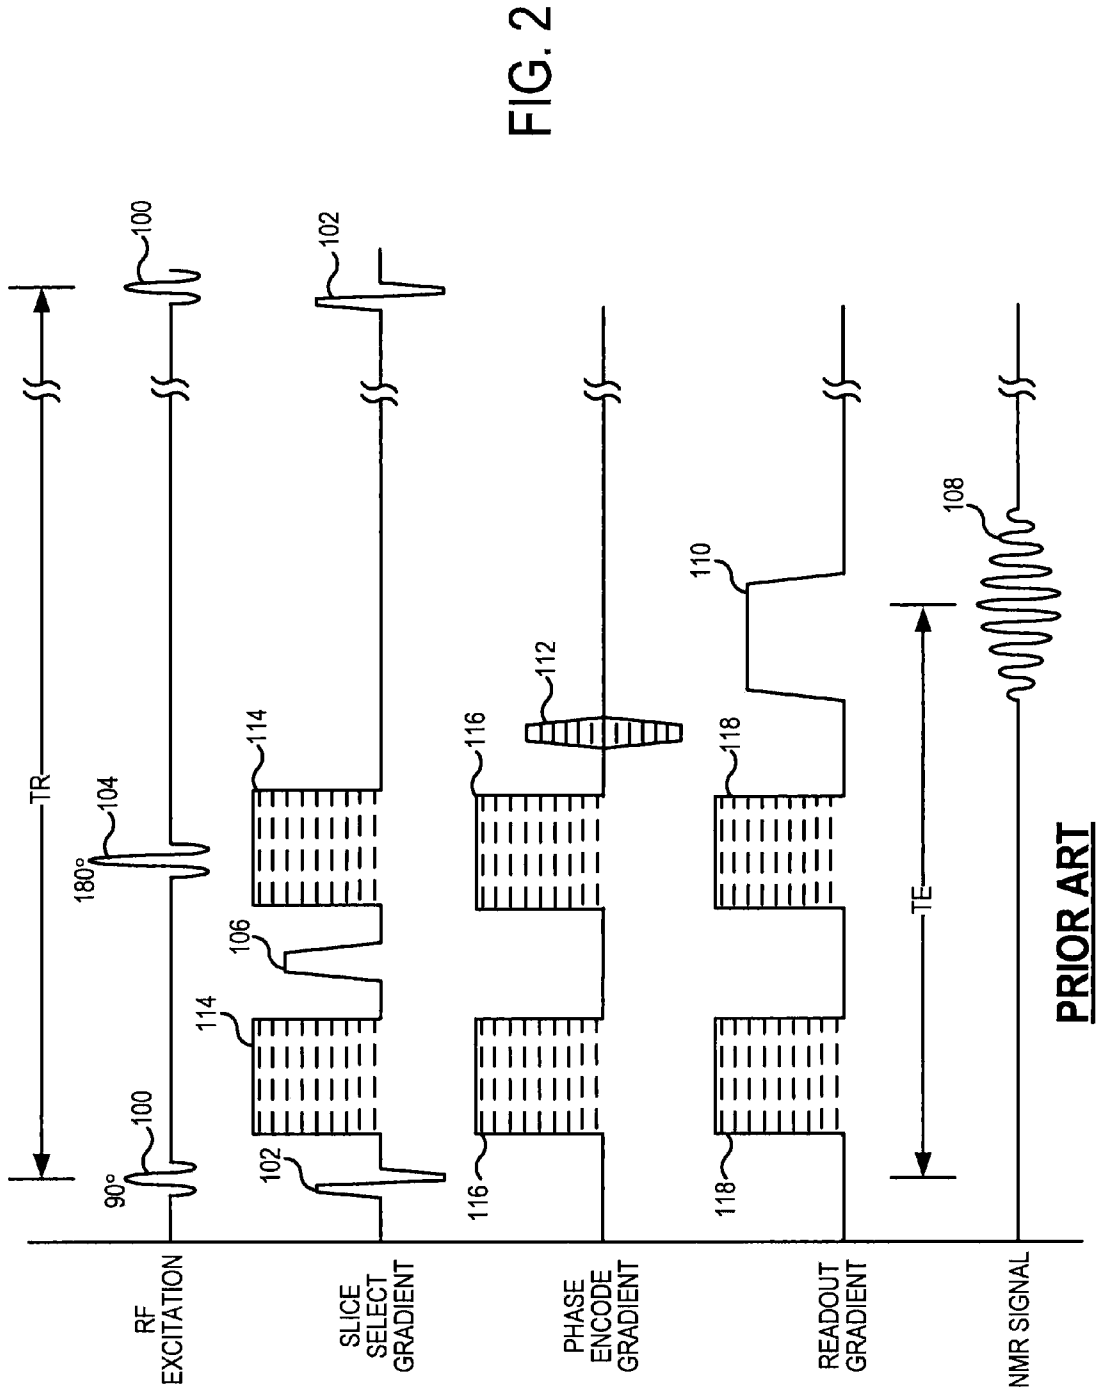 TR
90°
100
180°
104
100
RF
EXCITATION
102
114
106
114
102
SLICE
SELECT
GRADIENT
116
116
112
PHASE
ENCODE
GRADIENT
118
118
110
READOUT
GRADIENT
TE
108
NMR SIGNAL
PRIOR ART
FIG. 2